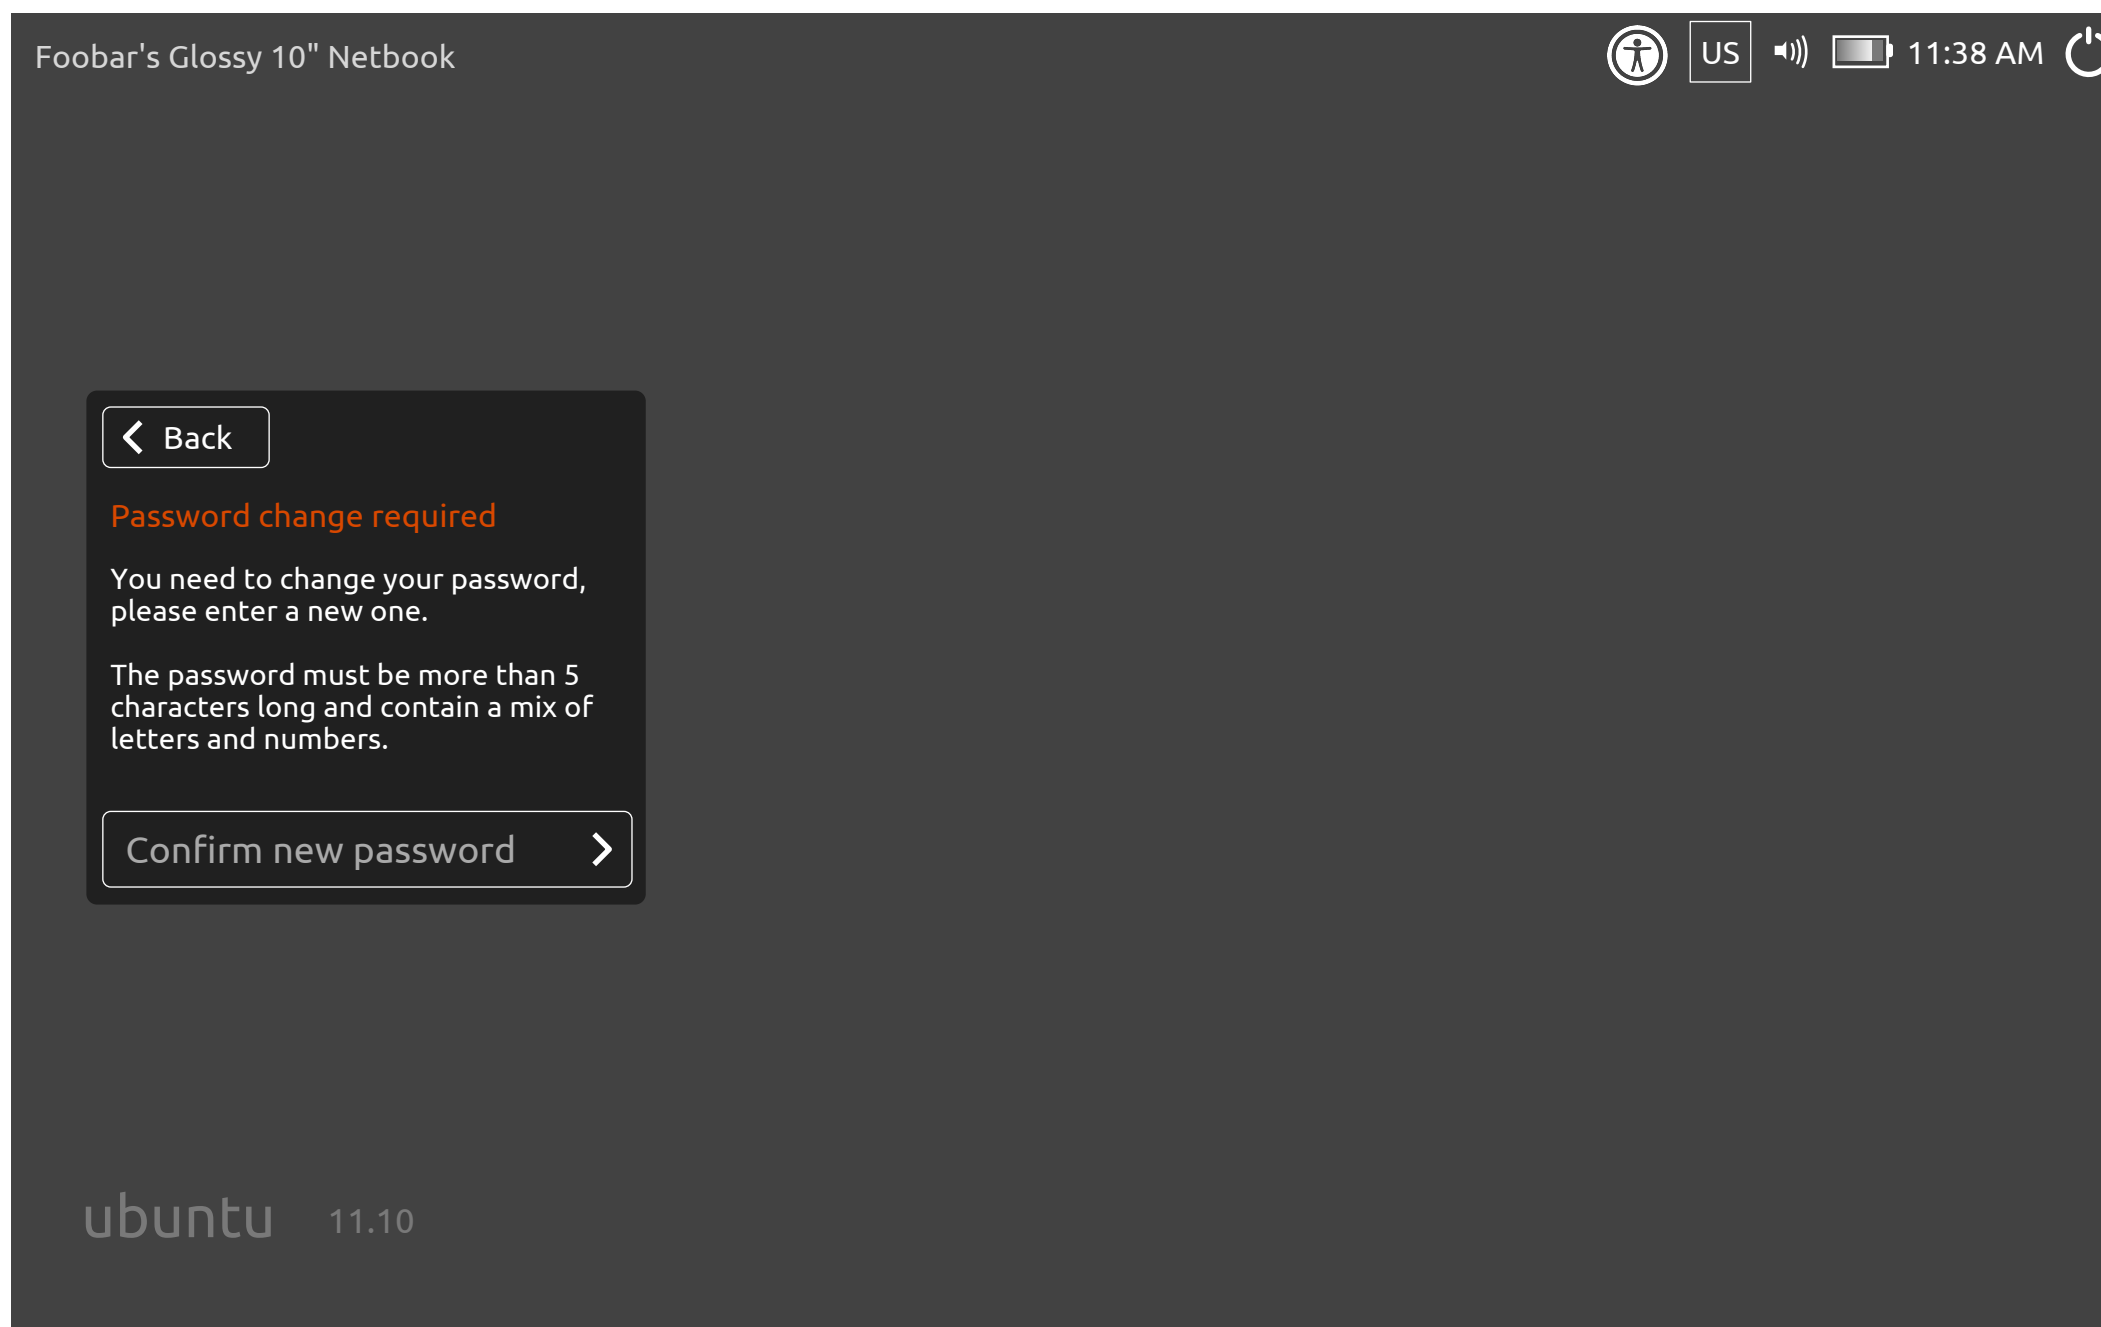 Foobar's Glossy 10" Netbook
US
11:38 AM
Back
Password change required
You need to change your password,
please enter a new one.
The password must be more than 5
characters long and contain a mix of
letters and numbers.
Confirm new password
ubuntu 11.10